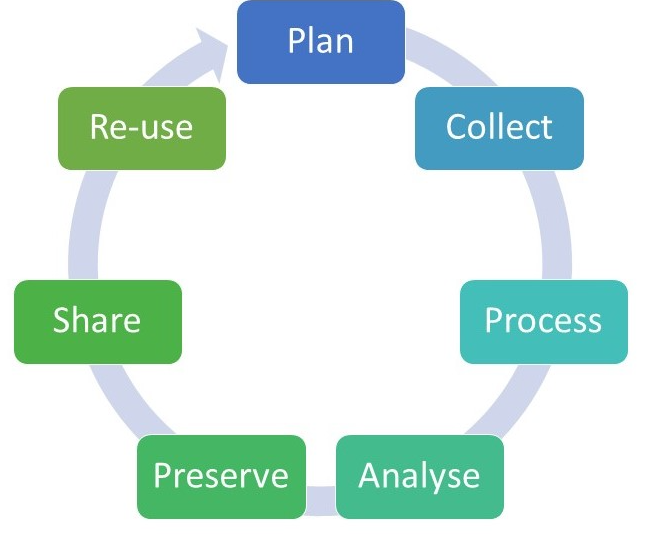 Plan
Collect
Process
Analyse
Preserve
Share
Re-use